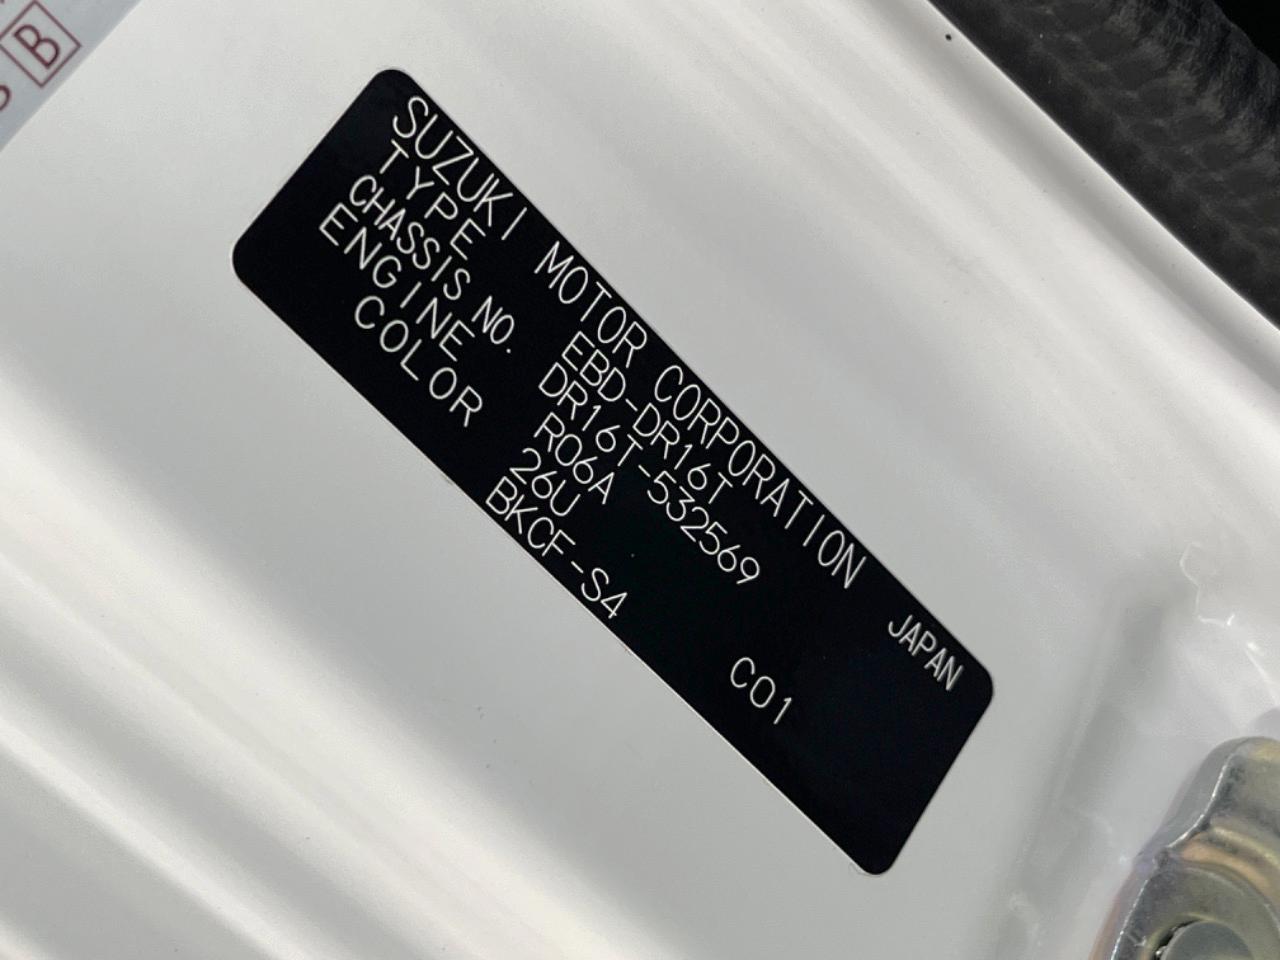 B
SUZUKI MOTOR CORPORATION JAPAN
TYPE EBD-DR16T
CHASSIS NO. DR16T-532569
ENGINE R06A
COLOR 26U
BKCF-S4 C01